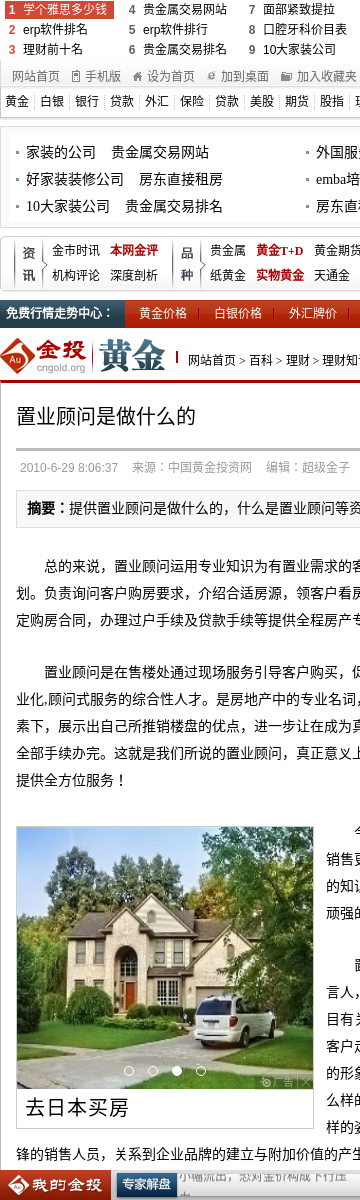 1 学个雅思多少钱 4 贵金属交易网站 7 面部紧致提拉
2 erp软件排名 5 erp软件排行 8 口腔牙科价目表
3 理财前十名 6 贵金属交易排名 9 10大家装公司
网站首页 手机版 设为首页 加到桌面 加入收藏夹
黄金 白银 银行 贷款 外汇 保险 贷款 美股 期货 股指
家装的公司 贵金属交易网站 外国服
好家装装修公司 房东直接租房 emba培
10大家装公司 贵金属交易排名 房东直
资讯 金市时讯 本网金评 品种 贵金属 黄金T+D 黄金期货
机构评论 深度剖析 纸黄金 实物黄金 天通金
免费行情走势中心： 黄金价格 白银价格 外汇牌价
Au 金投 黄金 网站首页 > 百科 > 理财 > 理财知
cngold.org
置业顾问是做什么的
2010-6-29 8:06:37 来源：中国黄金投资网 编辑：超级金子
摘要：提供置业顾问是做什么的，什么是置业顾问等资
总的来说，置业顾问运用专业知识为有置业需求的客
划。负责询问客户购房要求，介绍合适房源，领客户看房
定购房合同，办理过户手续及贷款手续等提供全程房产专
置业顾问是在售楼处通过现场服务引导客户购买，促
业化,顾问式服务的综合性人才。是房地产中的专业名词，
素下，展示出自己所推销楼盘的优点，进一步让在成为真
全部手续办完。这就是我们所说的置业顾问，真正意义上
提供全方位服务！
销售更
的知识
顽强的
言人，
目有关
客户走
的形象
么样的
样的姿
广告
去日本买房
锋的销售人员，关系到企业品牌的建立与附加价值的产生
我的金投 专家解盘 小幅流出，恐对金价构成下行压